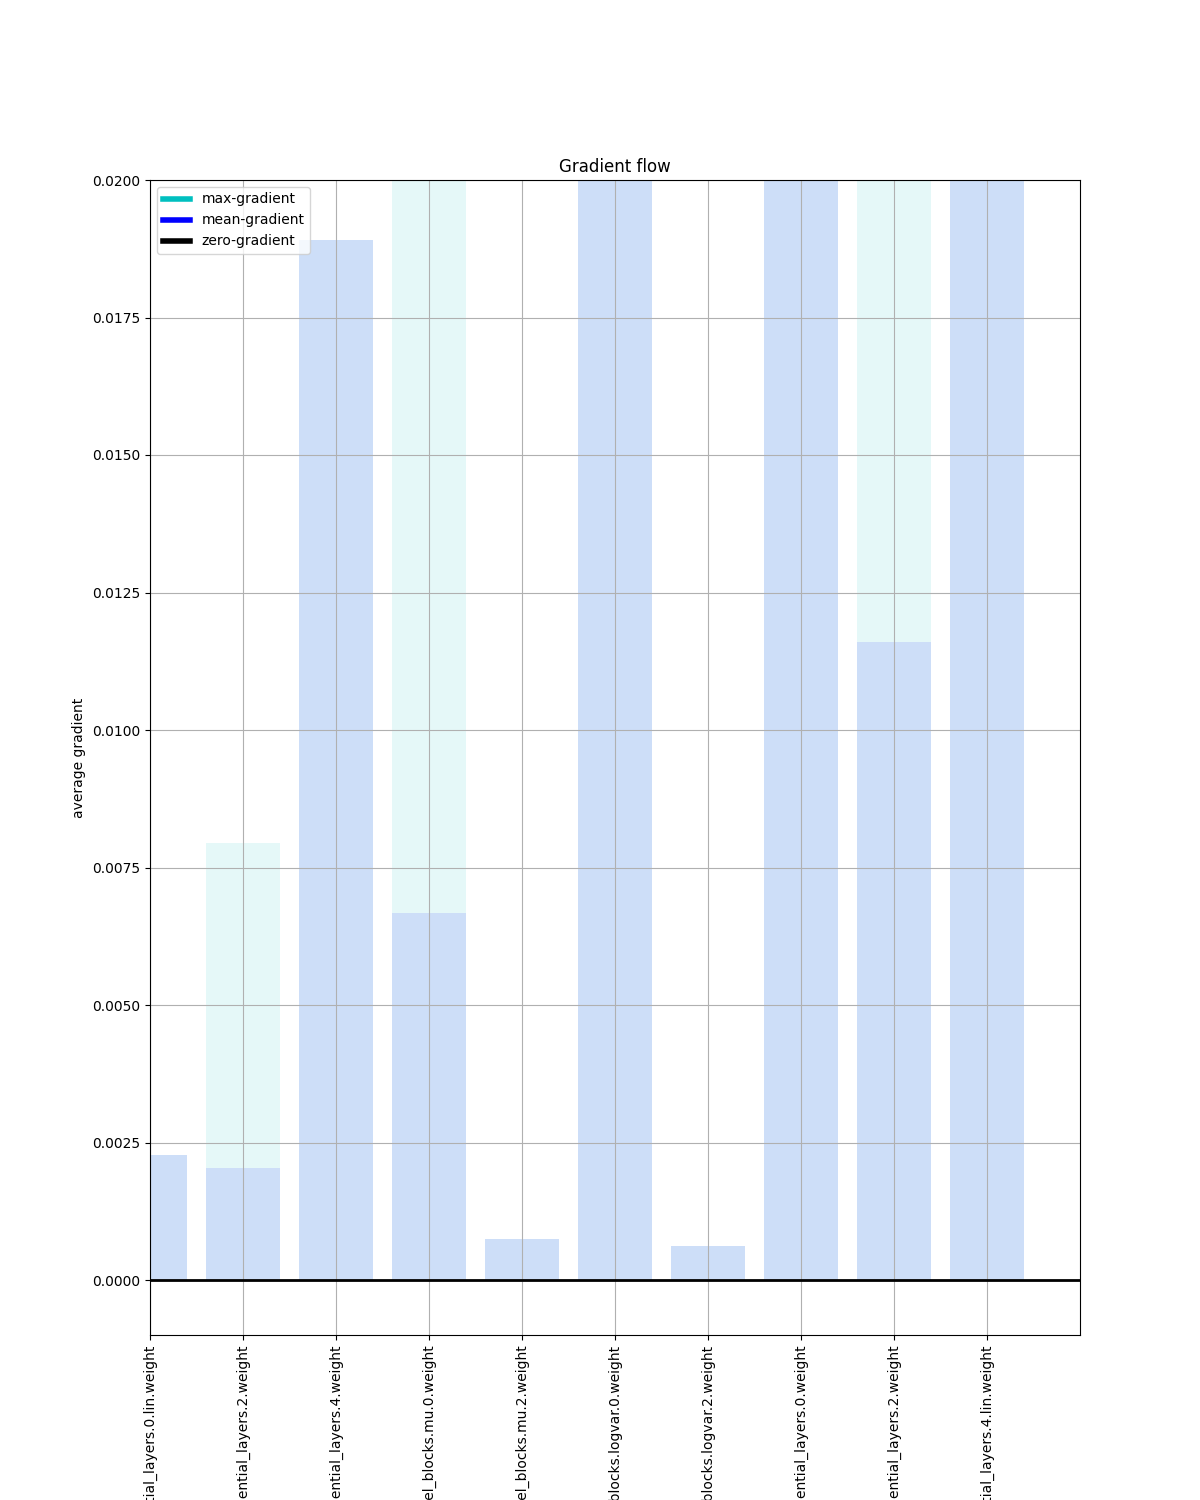 Gradient flow
max-gradient
mean-gradient
zero-gradient
0.0200
0.0175
0.0150
0.0125
0.0100
0.0075
0.0050
0.0025
0.0000
average gradient
tial_layers.0.lin.weight
ential_layers.2.weight
ential_layers.4.weight
el_blocks.mu.0.weight
el_blocks.mu.2.weight
blocks.logvar.0.weight
blocks.logvar.2.weight
ential_layers.0.weight
ential_layers.2.weight
tial_layers.4.lin.weight